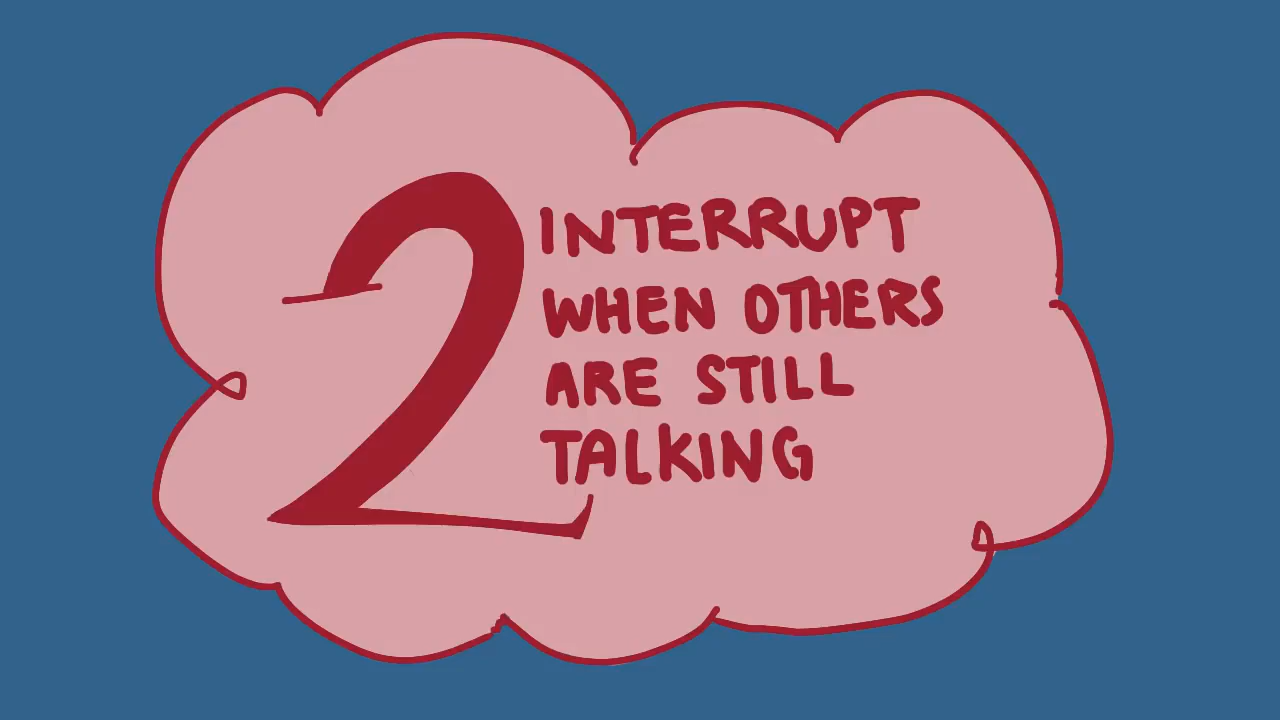 2
INTERRUPT
WHEN OTHERS
ARE STILL
TALKING